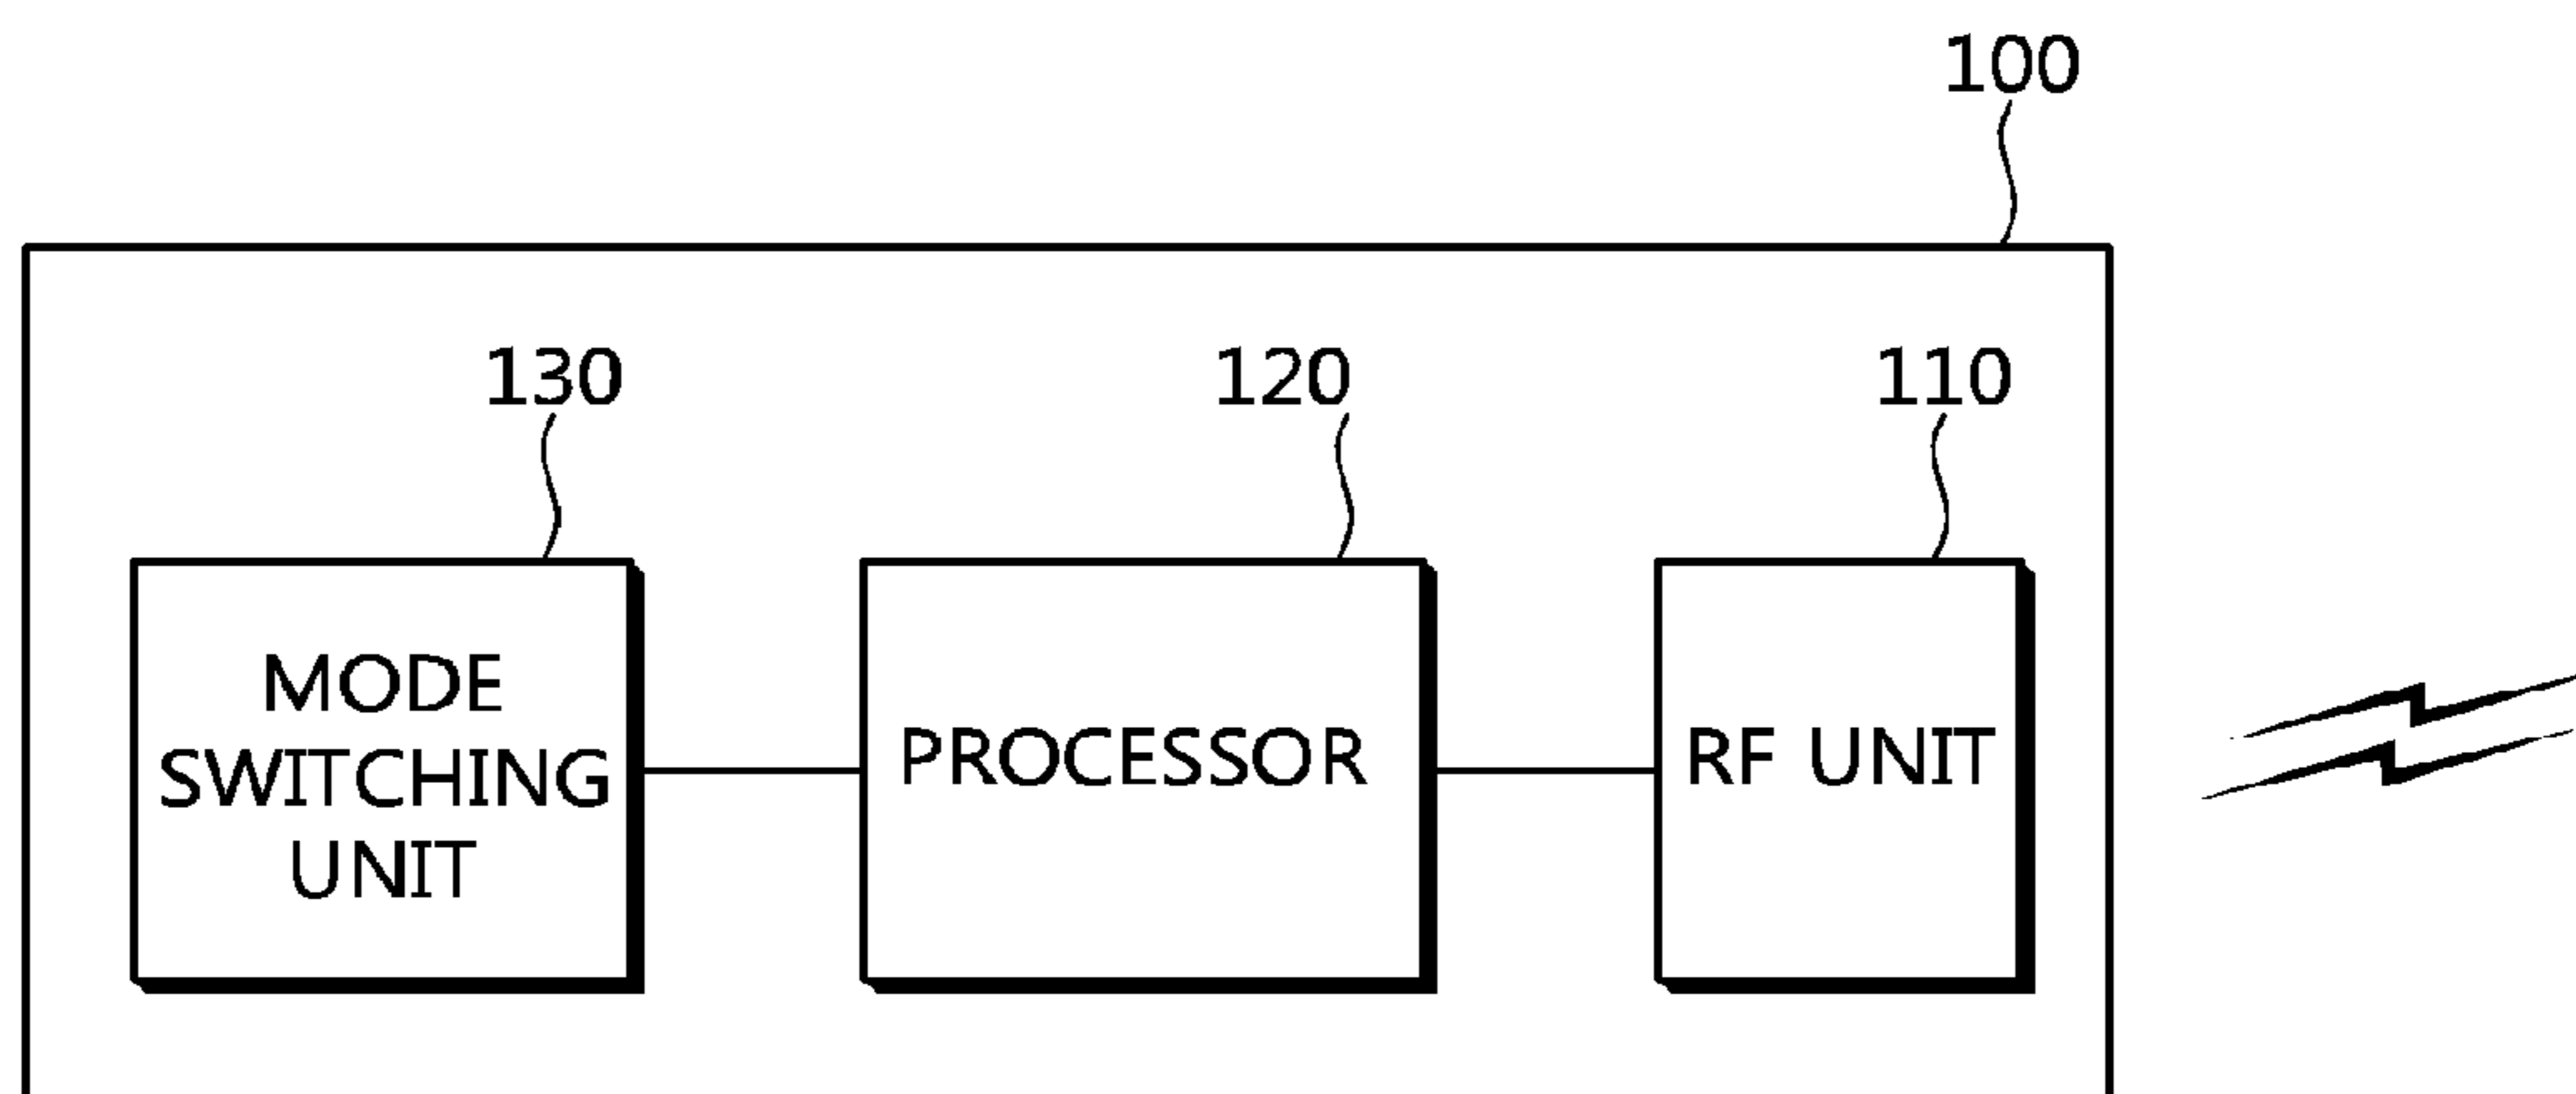 100
130
120
110
MODE
SWITCHING
UNIT
PROCESSOR
RF UNIT